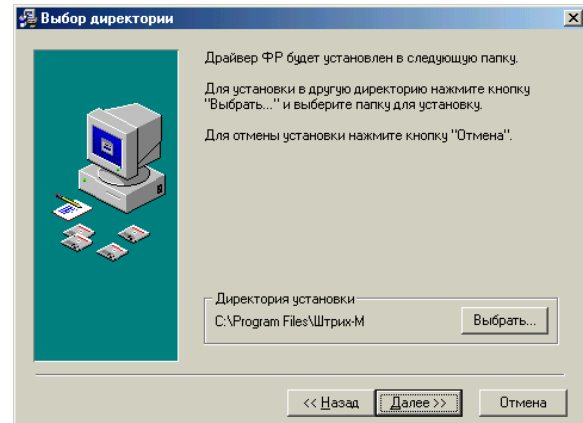 Выбор директории
Драйвер ФР будет установлен в следующую папку.
Для установки в другую директорию нажмите кнопку
"Выбрать..." и выберите папку для установку.
Для отмены установки нажмите кнопку "Отмена".
Директория установки
C:\Program Files\Штрих-М
Выбрать...
<< Назад
Далее >>
Отмена